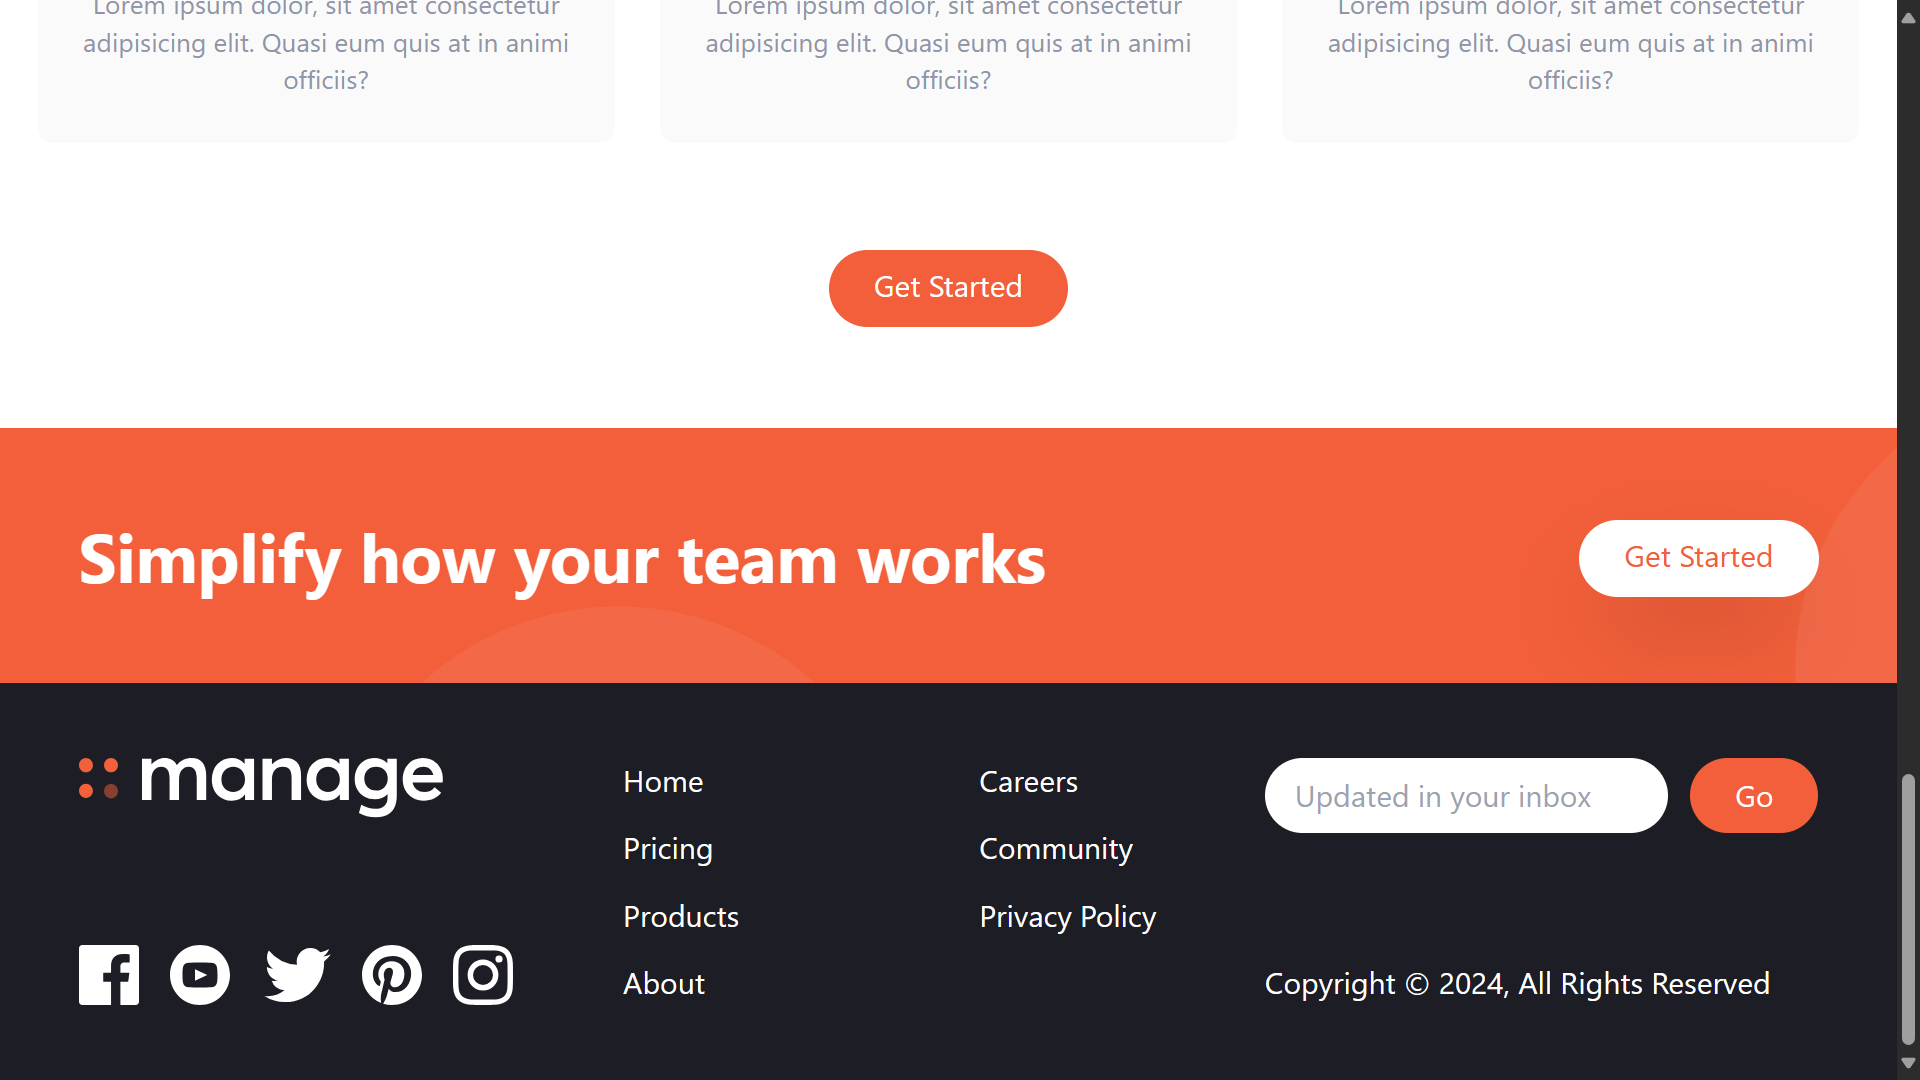 Lorem ipsum dolor, sit amet consectetur
adipisicing elit. Quasi eum quis at in animi
officiis?
Lorem ipsum dolor, sit amet consectetur
adipisicing elit. Quasi eum quis at in animi
officiis?
Lorem ipsum dolor, sit amet consectetur
adipisicing elit. Quasi eum quis at in animi
officiis?
Get Started
Simplify how your team works
Get Started
manage
Home
Pricing
Products
About
Careers
Community
Privacy Policy
Updated in your inbox
Go
Copyright © 2024, All Rights Reserved